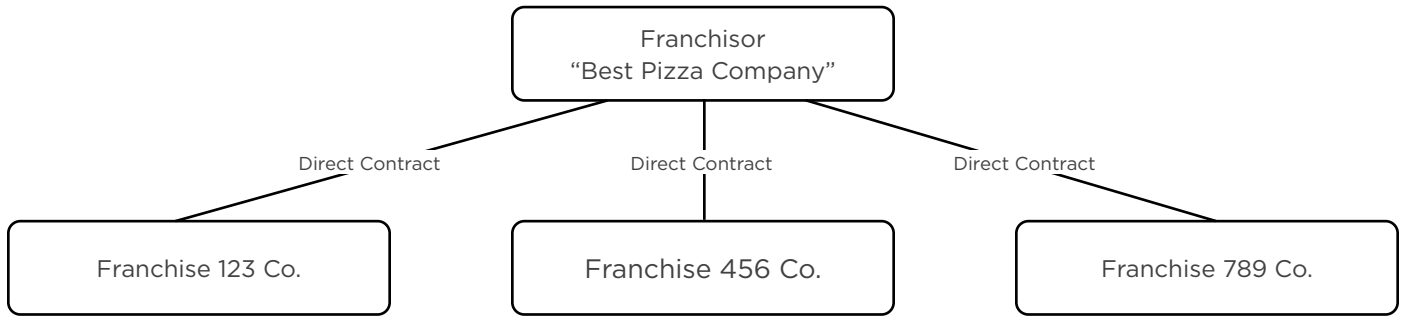 Franchisor
“Best Pizza Company”
Direct Contract
Direct Contract
Direct Contract
Franchise 123 Co.
Franchise 456 Co.
Franchise 789 Co.